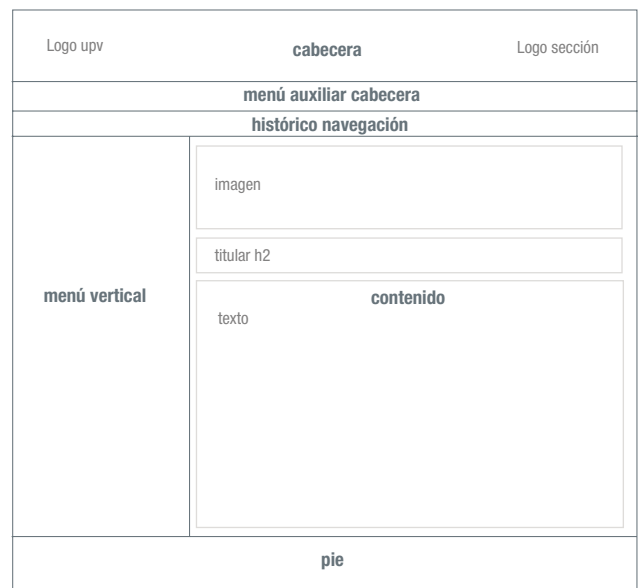 Logo upv
cabecera
Logo sección
menú auxiliar cabecera
histórico navegación
imagen
titular h2
menú vertical
contenido
texto
pie